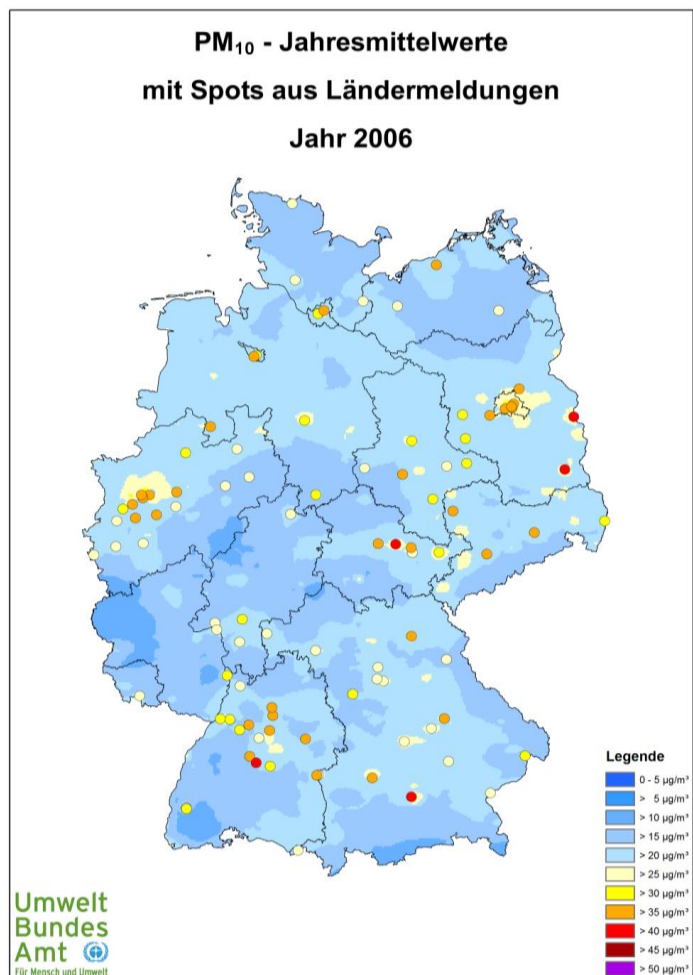 PM₁₀ - Jahresmittelwerte
mit Spots aus Ländermeldungen
Jahr 2006
Legende
0 - 5 µg/m³
> 5 µg/m³
> 10 µg/m³
> 15 µg/m³
> 20 µg/m³
> 25 µg/m³
> 30 µg/m³
> 35 µg/m³
> 40 µg/m³
> 45 µg/m³
> 50 µg/m³
Umwelt
Bundes
Amt
Für Mensch und Umwelt